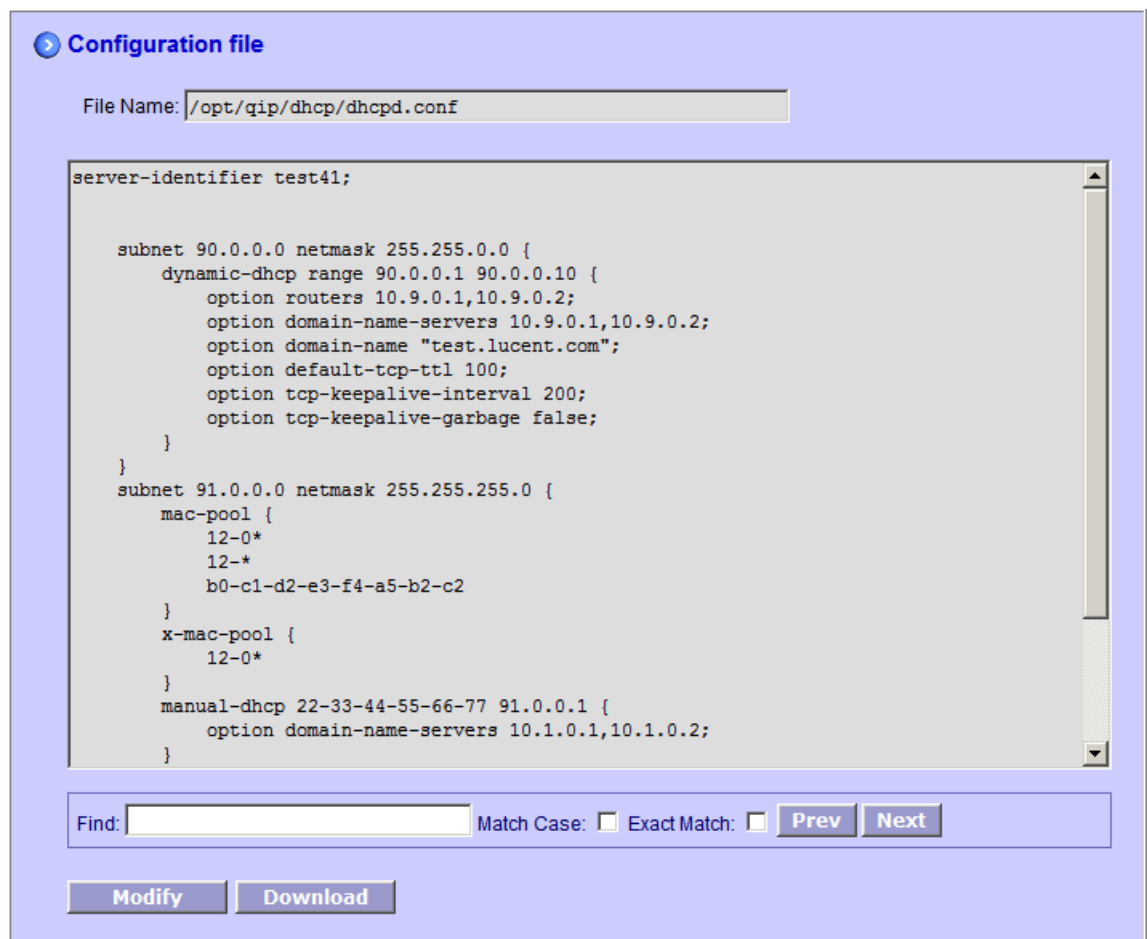 Configuration file
File Name: /opt/qip/dhcp/dhcpd.conf
server-identifier test41;
subnet 90.0.0.0 netmask 255.255.0.0 {
dynamic-dhcp range 90.0.0.1 90.0.0.10 {
option routers 10.9.0.1,10.9.0.2;
option domain-name-servers 10.9.0.1,10.9.0.2;
option domain-name "test.lucent.com";
option default-tcp-ttl 100;
option tcp-keepalive-interval 200;
option tcp-keepalive-garbage false;
}
}
subnet 91.0.0.0 netmask 255.255.255.0 {
mac-pool {
12-0*
12-*
b0-c1-d2-e3-f4-a5-b2-c2
}
x-mac-pool {
12-0*
}
manual-dhcp 22-33-44-55-66-77 91.0.0.1 {
option domain-name-servers 10.1.0.1,10.1.0.2;
}
Find: Match Case: Exact Match: Prev Next
Modify Download